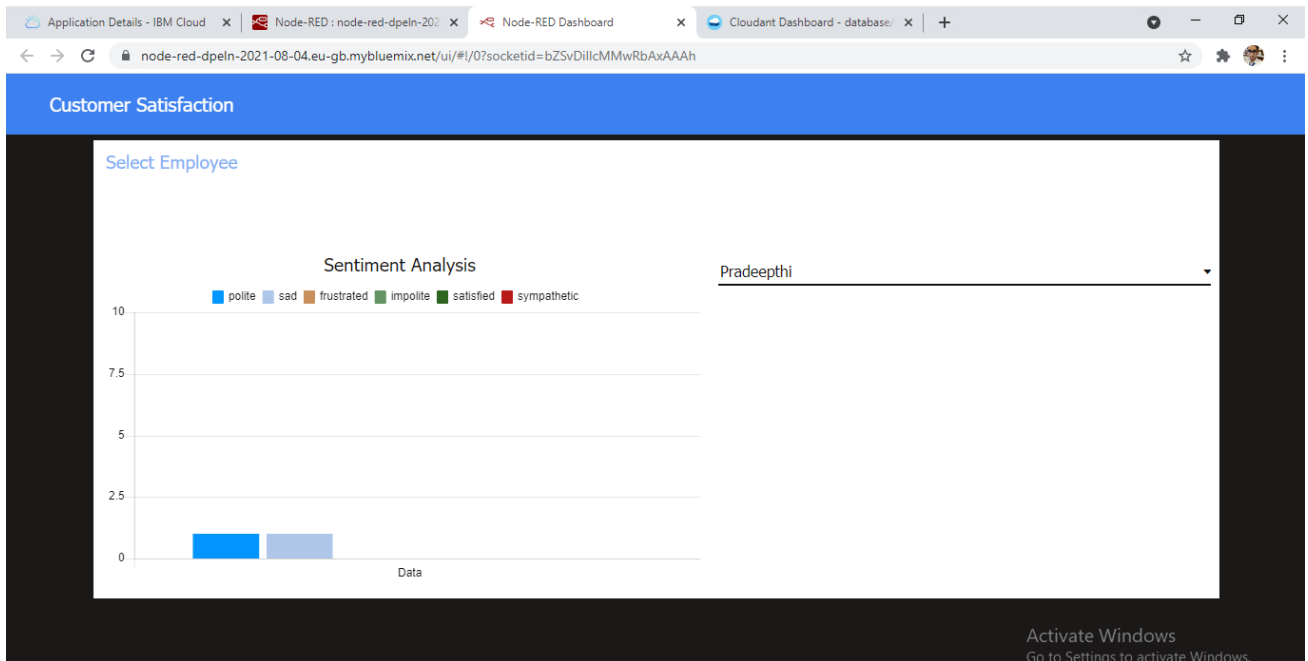 Application Details - IBM Cloud
Node-RED : node-red-dpeln-202
Node-RED Dashboard
Cloudant Dashboard - database/
node-red-dpeln-2021-08-04.eu-gb.mybluemix.net/ui/#!/0?socketid=bZSvDiIlcMMwRbAxAAAh
Customer Satisfaction
Select Employee
Sentiment Analysis
Pradeepthi
polite sad frustrated impolite satisfied sympathetic
10
7.5
5
2.5
0
Data
Activate Windows
Go to Settings to activate Windows.